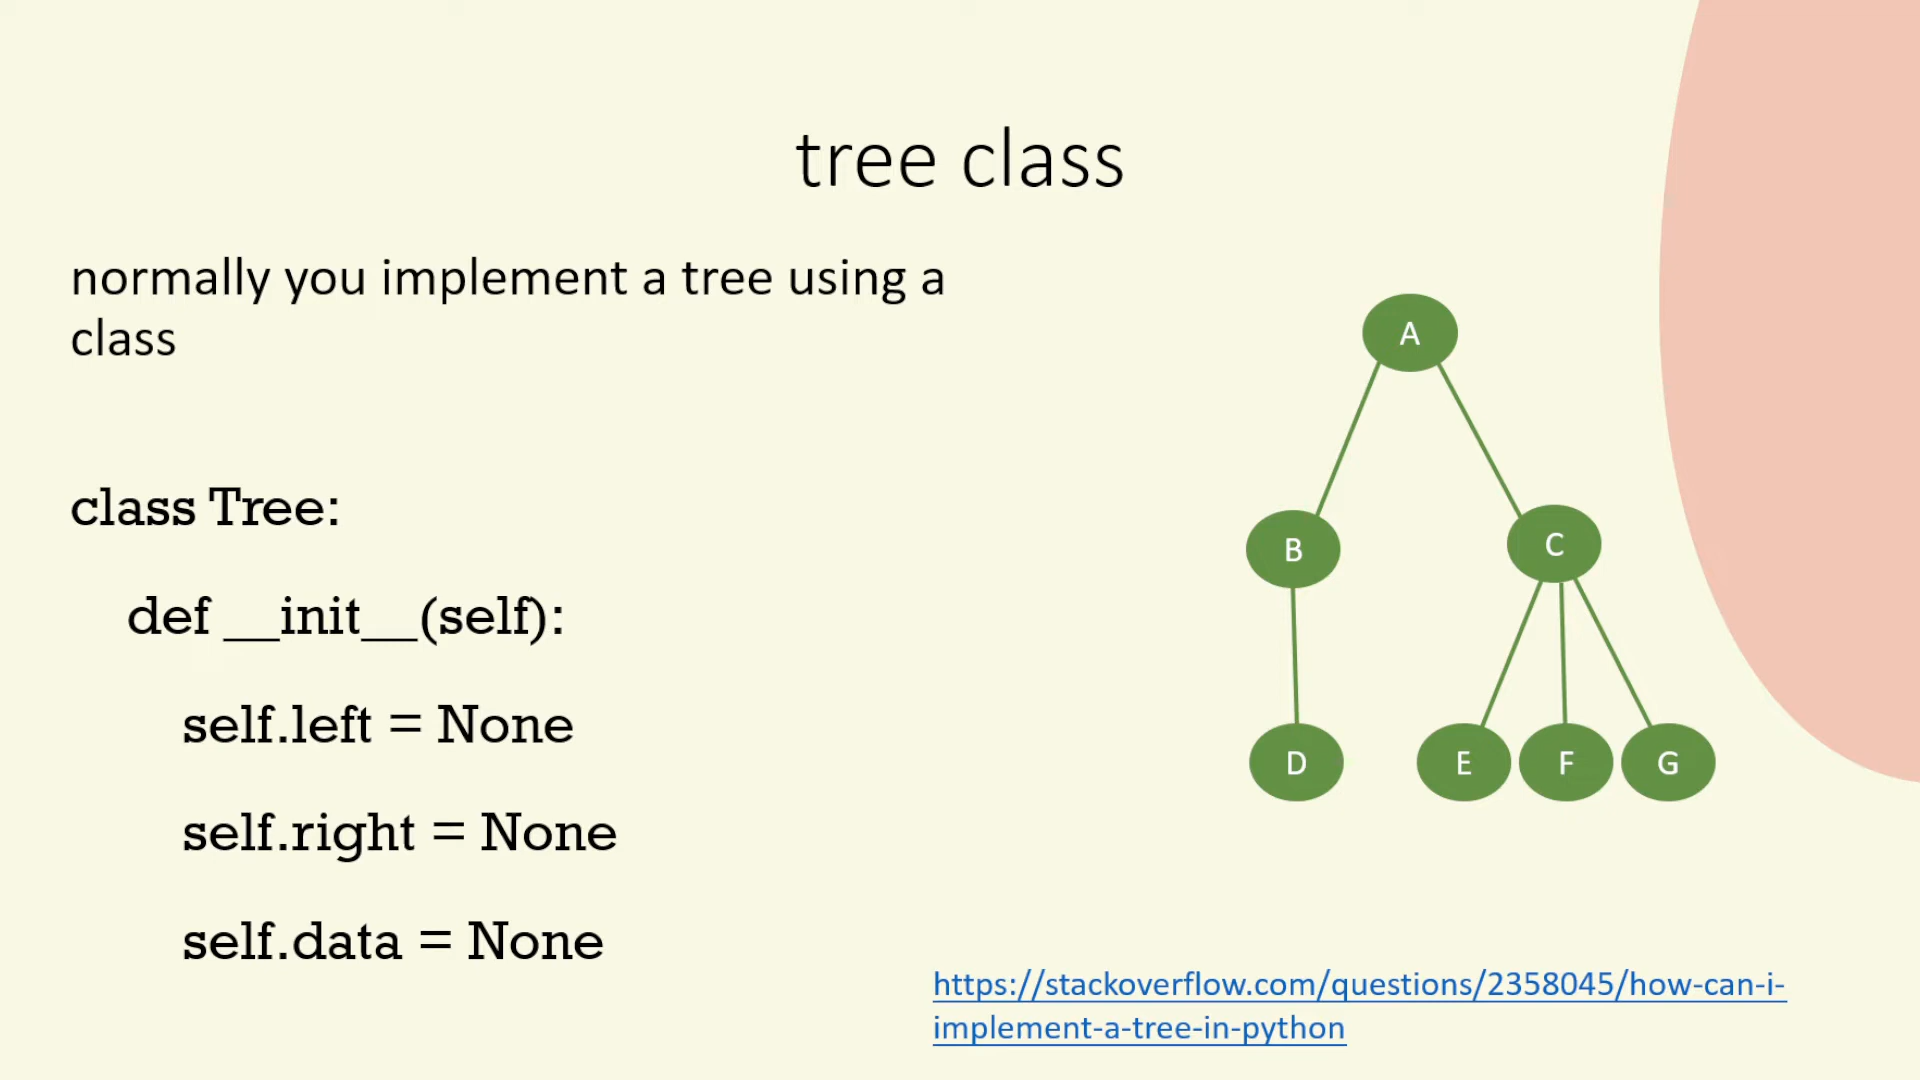 tree class
normally you implement a tree using a
class
class Tree:
def __init__(self):
self.left = None
self.right = None
self.data = None
A
B
C
D
E
F
G
https://stackoverflow.com/questions/2358045/how-can-i-
implement-a-tree-in-python